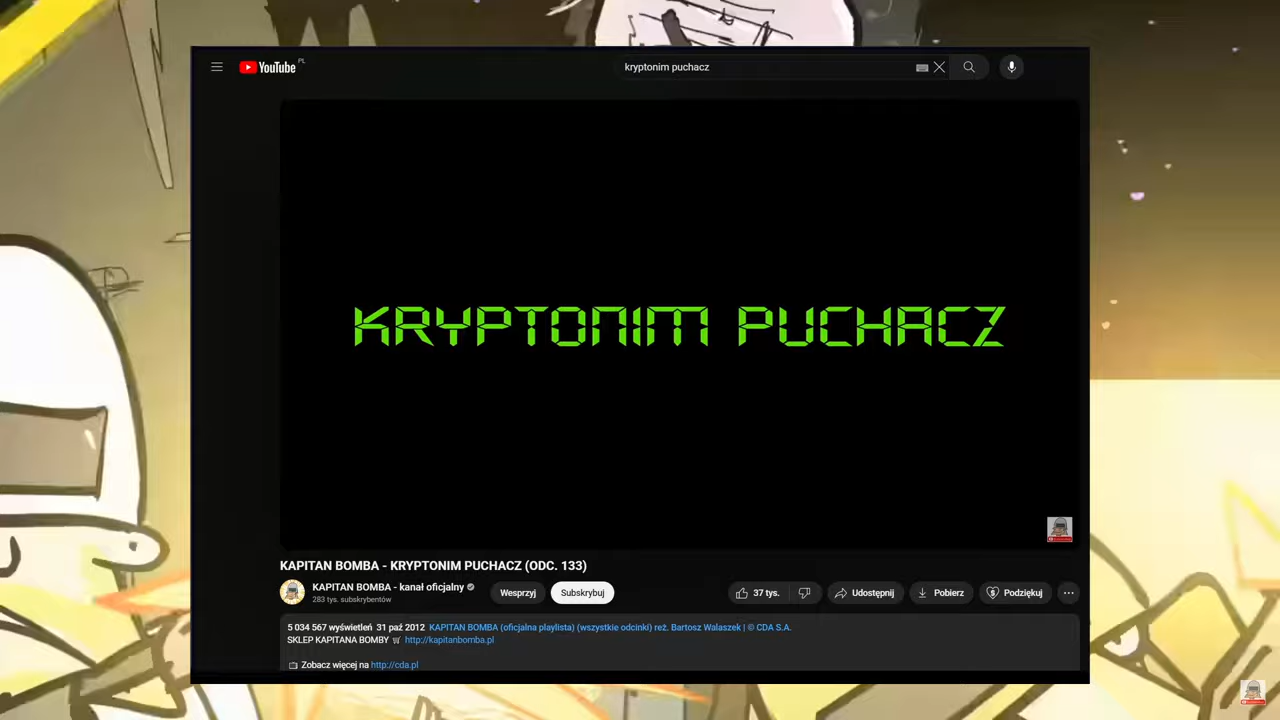 YouTube PL
kryptonim puchacz
KRYPTONIM PUCHACZ
KAPITAN BOMBA - KRYPTONIM PUCHACZ (ODC. 133)
KAPITAN BOMBA - kanał oficjalny
283 tys. subskrybentów
Wesprzyj
Subskrybuj
37 tys.
Udostępnij
Pobierz
Podziękuj
5 034 567 wyświetleń 31 paź 2012 KAPITAN BOMBA (oficjalna playlista) (wszystkie odcinki) reż. Bartosz Walaszek | © CDA S.A.
SKLEP KAPITANA BOMBY http://kapitanbomba.pl
Zobacz więcej na http://cda.pl